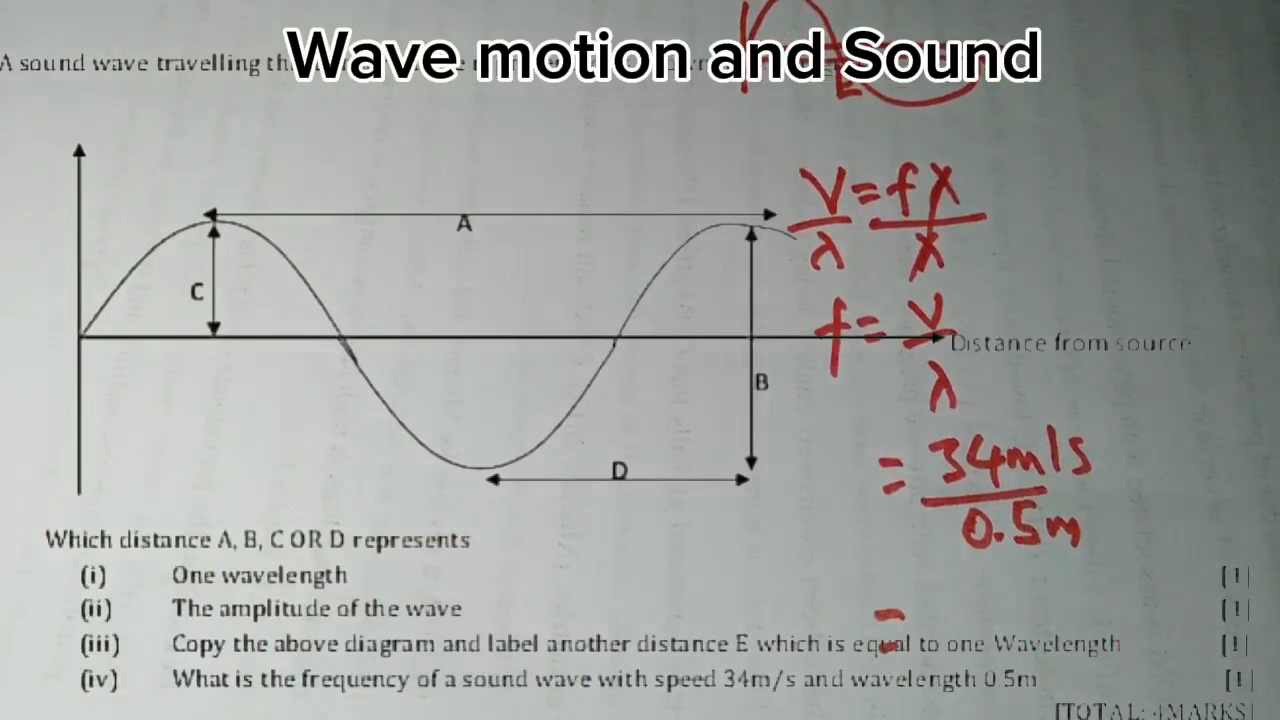 Wave motion and Sound
A sound wave travelling
E
A
C
B
D
V = fλ
λ λ
f = V
λ
Distance from source
= 34m/s
0.5m
=
Which distance A, B, C OR D represents
(i) One wavelength [1]
(ii) The amplitude of the wave [1]
(iii) Copy the above diagram and label another distance E which is equal to one Wavelength [1]
(iv) What is the frequency of a sound wave with speed 34m/s and wavelength 0.5m [1]
[TOTAL: 4MARKS]